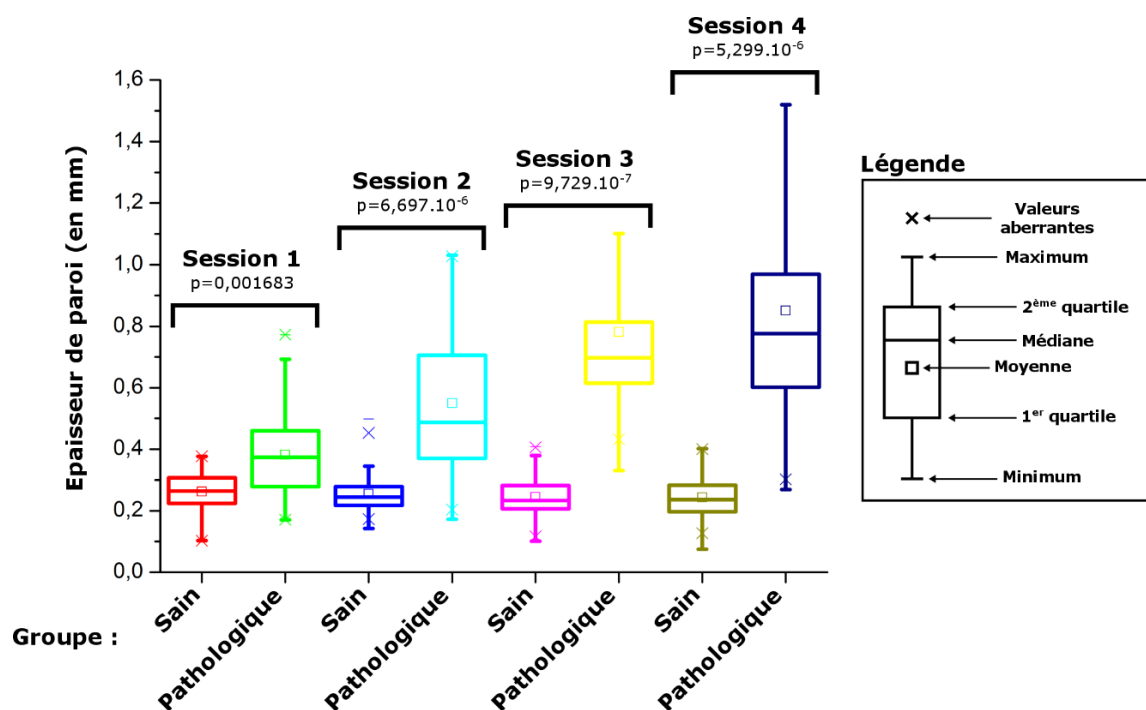 Session 4
p=5,299.10-6
Session 3
p=9,729.10-7
Session 2
p=6,697.10-6
Session 1
p=0,001683
Epaisseur de paroi (en mm)
1,6
1,4
1,2
1,0
0,8
0,6
0,4
0,2
0,0
Sain
Pathologique
Sain
Pathologique
Sain
Pathologique
Sain
Pathologique
Groupe :
Légende
Valeurs
aberrantes
Maximum
2ème quartile
Médiane
Moyenne
1er quartile
Minimum